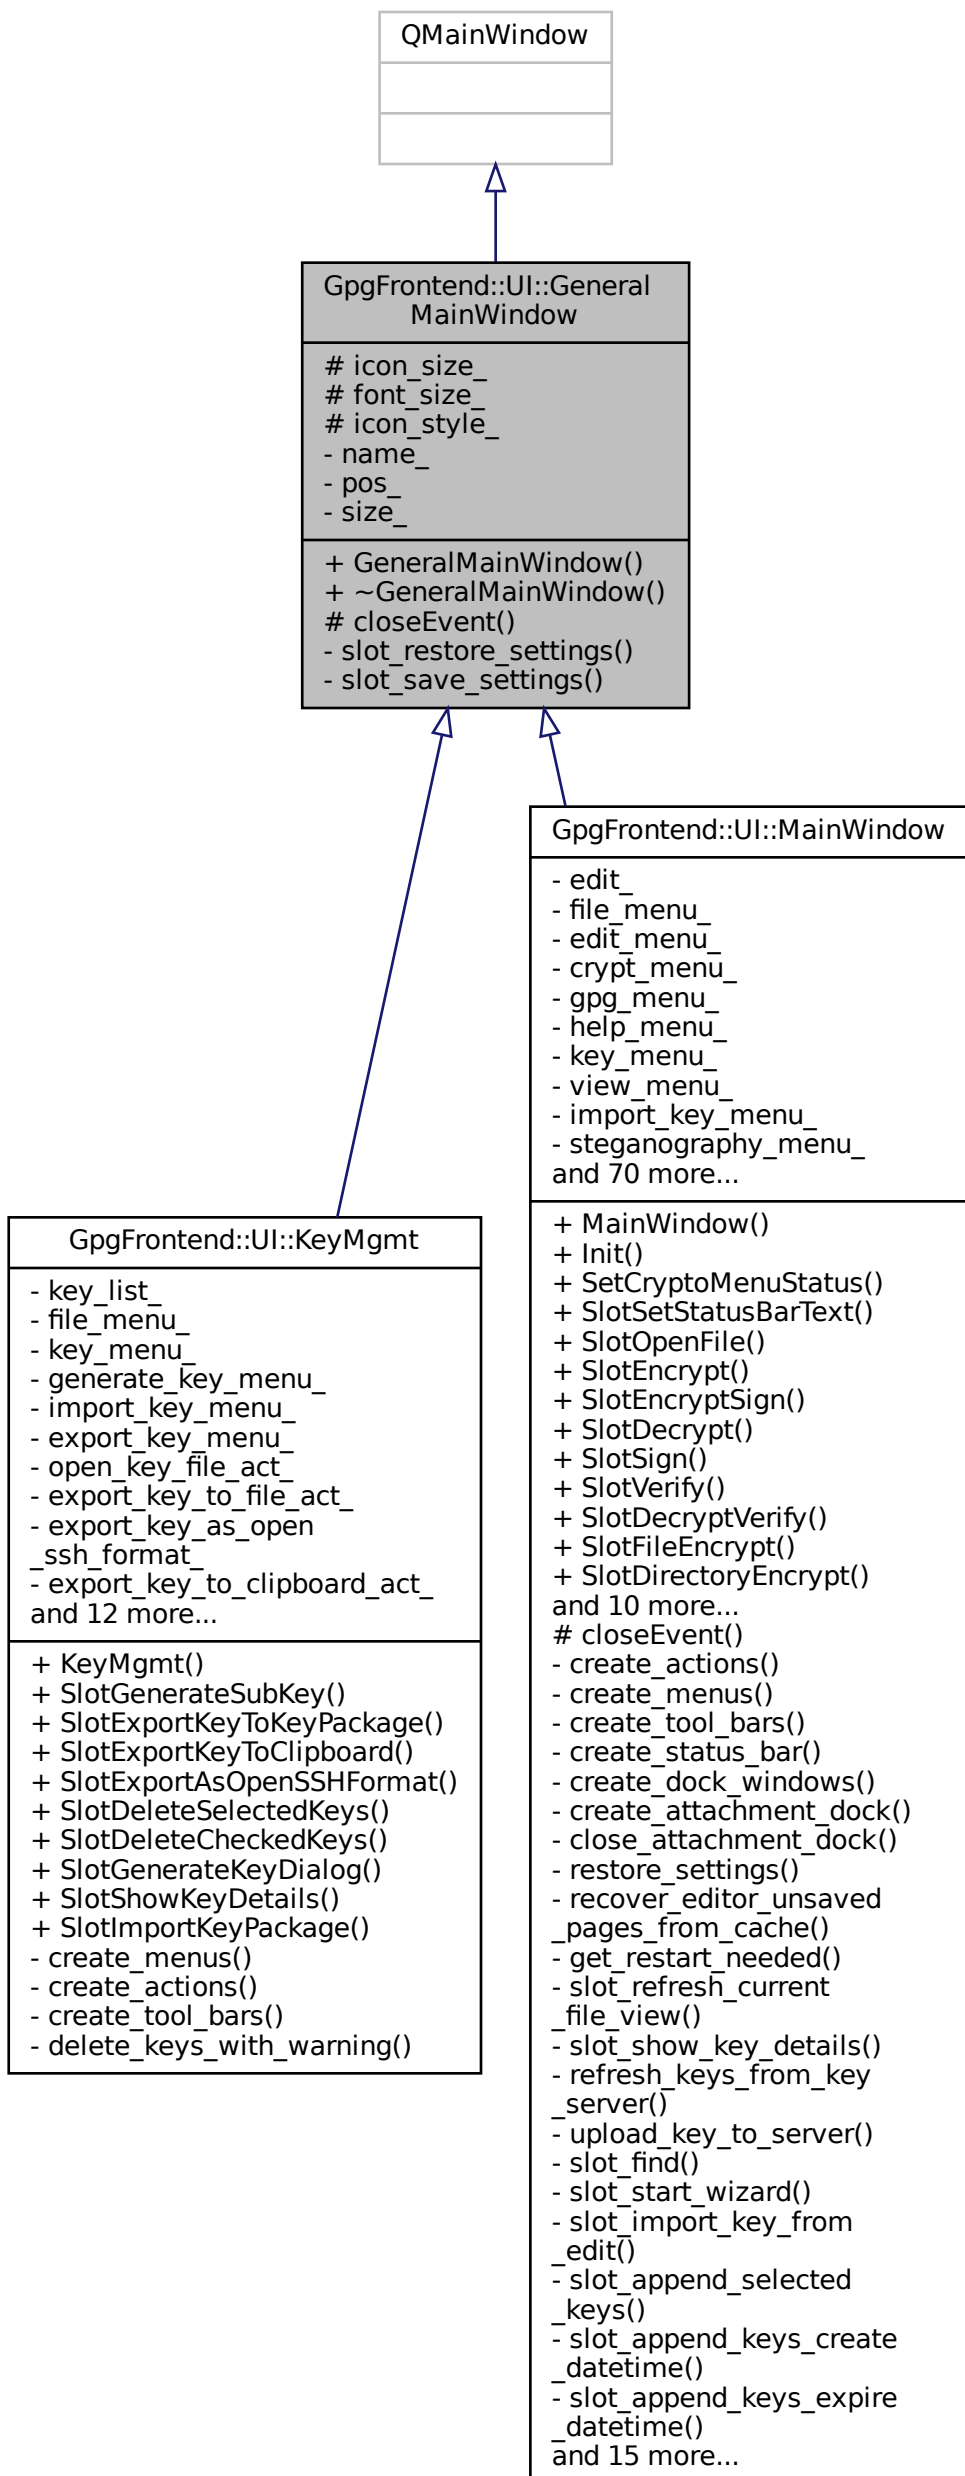 QMainWindow
GpgFrontend::UI::General
MainWindow
# icon_size_
# font_size_
# icon_style_
- name_
- pos_
- size_
+ GeneralMainWindow()
+ ~GeneralMainWindow()
# closeEvent()
- slot_restore_settings()
- slot_save_settings()
GpgFrontend::UI::KeyMgmt
- key_list_
- file_menu_
- key_menu_
- generate_key_menu_
- import_key_menu_
- export_key_menu_
- open_key_file_act_
- export_key_to_file_act_
- export_key_as_open
_ssh_format_
- export_key_to_clipboard_act_
and 12 more...
+ KeyMgmt()
+ SlotGenerateSubKey()
+ SlotExportKeyToKeyPackage()
+ SlotExportKeyToClipboard()
+ SlotExportAsOpenSSHFormat()
+ SlotDeleteSelectedKeys()
+ SlotDeleteCheckedKeys()
+ SlotGenerateKeyDialog()
+ SlotShowKeyDetails()
+ SlotImportKeyPackage()
- create_menus()
- create_actions()
- create_tool_bars()
- delete_keys_with_warning()
GpgFrontend::UI::MainWindow
- edit_
- file_menu_
- edit_menu_
- crypt_menu_
- gpg_menu_
- help_menu_
- key_menu_
- view_menu_
- import_key_menu_
- steganography_menu_
and 70 more...
+ MainWindow()
+ Init()
+ SetCryptoMenuStatus()
+ SlotSetStatusBarText()
+ SlotOpenFile()
+ SlotEncrypt()
+ SlotEncryptSign()
+ SlotDecrypt()
+ SlotSign()
+ SlotVerify()
+ SlotDecryptVerify()
+ SlotFileEncrypt()
+ SlotDirectoryEncrypt()
and 10 more...
# closeEvent()
- create_actions()
- create_menus()
- create_tool_bars()
- create_status_bar()
- create_dock_windows()
- create_attachment_dock()
- close_attachment_dock()
- restore_settings()
- recover_editor_unsaved
_pages_from_cache()
- get_restart_needed()
- slot_refresh_current
_file_view()
- slot_show_key_details()
- refresh_keys_from_key
_server()
- upload_key_to_server()
- slot_find()
- slot_start_wizard()
- slot_import_key_from
_edit()
- slot_append_selected
_keys()
- slot_append_keys_create
_datetime()
- slot_append_keys_expire
_datetime()
and 15 more...